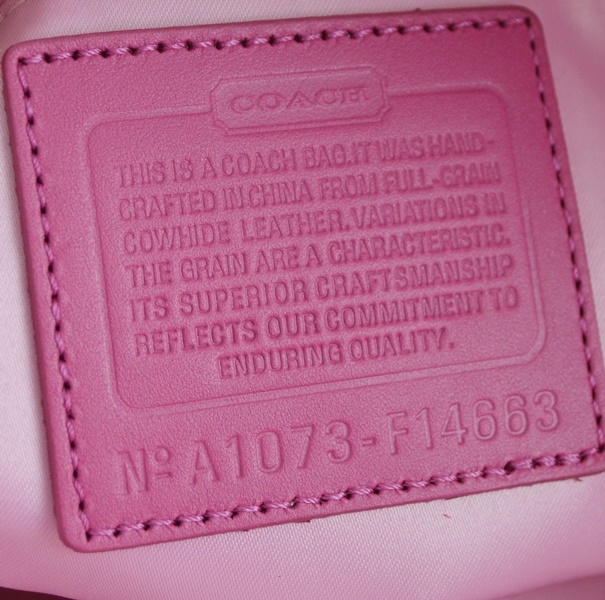 COACH
THIS IS A COACH BAG.IT WAS HAND-
CRAFTED IN CHINA FROM FULL-GRAIN
COWHIDE LEATHER. VARIATIONS IN
THE GRAIN ARE A CHARACTERISTIC.
ITS SUPERIOR CRAFTSMANSHIP
REFLECTS OUR COMMITMENT TO
ENDURING QUALITY.
Nº A1073-F14663